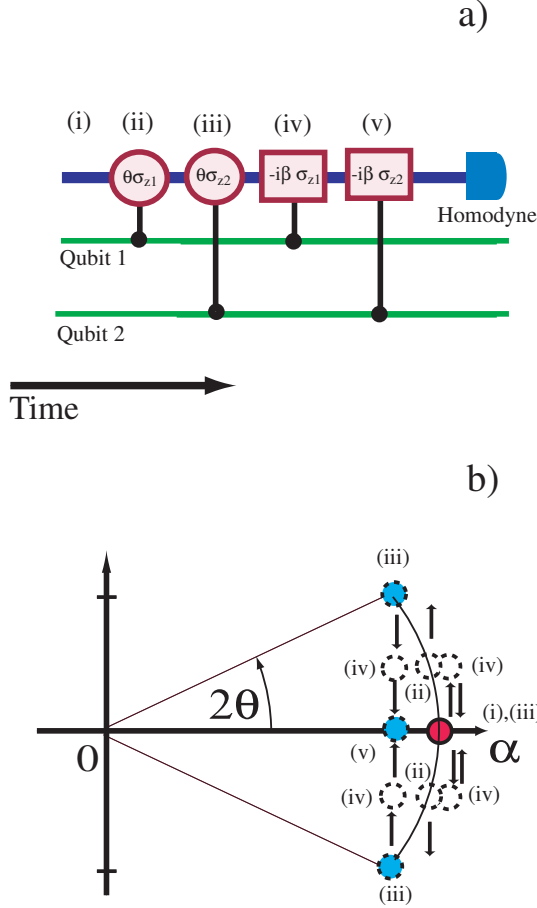 a)
(i) (ii) (iii) (iv) (v)
θσz1 θσz2 -iβ σz1 -iβ σz2
Homodyne
Qubit 1
Qubit 2
Time
b)
(iii)
(iv) (ii) (iv)
2θ (i),(iii)
0 (v) α
(ii)
(iv) (iv)
(iii)